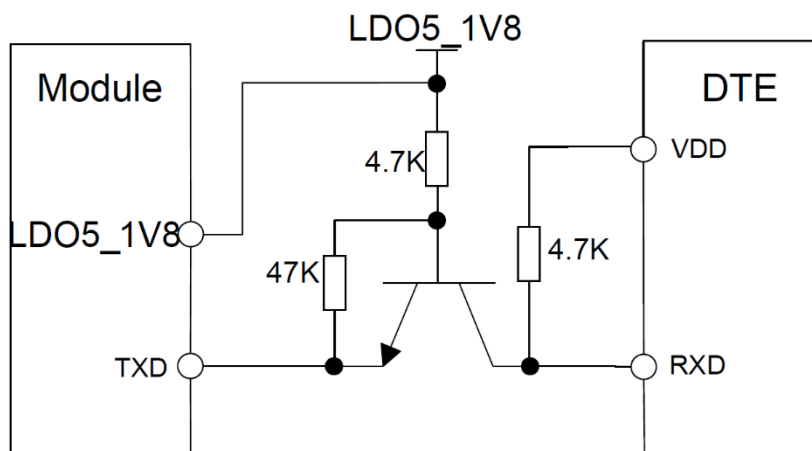 LDO5_1V8
Module
DTE
4.7K
VDD
LDO5_1V8
47K
4.7K
TXD
RXD